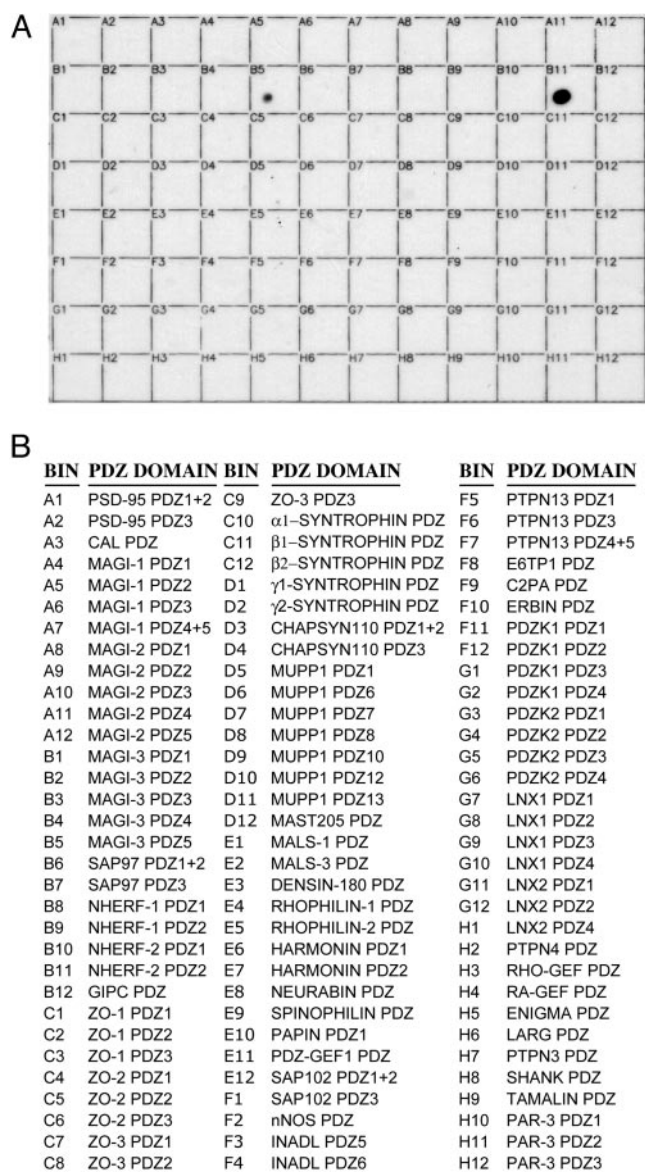 A
A1 A2 A3 A4 A5 A6 A7 A8 A9 A10 A11 A12
B1 B2 B3 B4 B5 B6 B7 B8 B9 B10 B11 B12
C1 C2 C3 C4 C5 C6 C7 C8 C9 C10 C11 C12
D1 D2 D3 D4 D5 D6 D7 D8 D9 D10 D11 D12
E1 E2 E3 E4 E5 E6 E7 E8 E9 E10 E11 E12
F1 F2 F3 F4 F5 F6 F7 F8 F9 F10 F11 F12
G1 G2 G3 G4 G5 G6 G7 G8 G9 G10 G11 G12
H1 H2 H3 H4 H5 H6 H7 H8 H9 H10 H11 H12
B
BIN PDZ DOMAIN BIN PDZ DOMAIN BIN PDZ DOMAIN
A1 PSD-95 PDZ1+2 C9 ZO-3 PDZ3 F5 PTPN13 PDZ1
A2 PSD-95 PDZ3 C10 α1–SYNTROPHIN PDZ F6 PTPN13 PDZ3
A3 CAL PDZ C11 β1–SYNTROPHIN PDZ F7 PTPN13 PDZ4+5
A4 MAGI-1 PDZ1 C12 β2–SYNTROPHIN PDZ F8 E6TP1 PDZ
A5 MAGI-1 PDZ2 D1 γ1-SYNTROPHIN PDZ F9 C2PA PDZ
A6 MAGI-1 PDZ3 D2 γ2-SYNTROPHIN PDZ F10 ERBIN PDZ
A7 MAGI-1 PDZ4+5 D3 CHAPSYN110 PDZ1+2 F11 PDZK1 PDZ1
A8 MAGI-2 PDZ1 D4 CHAPSYN110 PDZ3 F12 PDZK1 PDZ2
A9 MAGI-2 PDZ2 D5 MUPP1 PDZ1 G1 PDZK1 PDZ3
A10 MAGI-2 PDZ3 D6 MUPP1 PDZ6 G2 PDZK1 PDZ4
A11 MAGI-2 PDZ4 D7 MUPP1 PDZ7 G3 PDZK2 PDZ1
A12 MAGI-2 PDZ5 D8 MUPP1 PDZ8 G4 PDZK2 PDZ2
B1 MAGI-3 PDZ1 D9 MUPP1 PDZ10 G5 PDZK2 PDZ3
B2 MAGI-3 PDZ2 D10 MUPP1 PDZ12 G6 PDZK2 PDZ4
B3 MAGI-3 PDZ3 D11 MUPP1 PDZ13 G7 LNX1 PDZ1
B4 MAGI-3 PDZ4 D12 MAST205 PDZ G8 LNX1 PDZ2
B5 MAGI-3 PDZ5 E1 MALS-1 PDZ G9 LNX1 PDZ3
B6 SAP97 PDZ1+2 E2 MALS-3 PDZ G10 LNX1 PDZ4
B7 SAP97 PDZ3 E3 DENSIN-180 PDZ G11 LNX2 PDZ1
B8 NHERF-1 PDZ1 E4 RHOPHILIN-1 PDZ G12 LNX2 PDZ2
B9 NHERF-1 PDZ2 E5 RHOPHILIN-2 PDZ H1 LNX2 PDZ4
B10 NHERF-2 PDZ1 E6 HARMONIN PDZ1 H2 PTPN4 PDZ
B11 NHERF-2 PDZ2 E7 HARMONIN PDZ2 H3 RHO-GEF PDZ
B12 GIPC PDZ E8 NEURABIN PDZ H4 RA-GEF PDZ
C1 ZO-1 PDZ1 E9 SPINOPHILIN PDZ H5 ENIGMA PDZ
C2 ZO-1 PDZ2 E10 PAPIN PDZ1 H6 LARG PDZ
C3 ZO-1 PDZ3 E11 PDZ-GEF1 PDZ H7 PTPN3 PDZ
C4 ZO-2 PDZ1 E12 SAP102 PDZ1+2 H8 SHANK PDZ
C5 ZO-2 PDZ2 F1 SAP102 PDZ3 H9 TAMALIN PDZ
C6 ZO-2 PDZ3 F2 nNOS PDZ H10 PAR-3 PDZ1
C7 ZO-3 PDZ1 F3 INADL PDZ5 H11 PAR-3 PDZ2
C8 ZO-3 PDZ2 F4 INADL PDZ6 H12 PAR-3 PDZ3